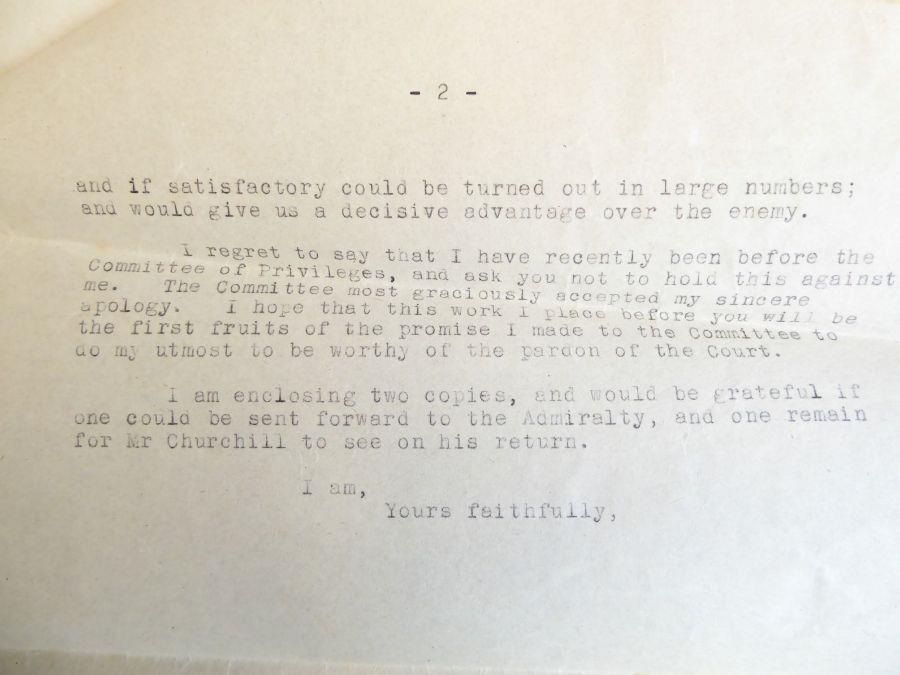 - 2 -
and if satisfactory could be turned out in large numbers;
and would give us a decisive advantage over the enemy.
I regret to say that I have recently been before the
Committee of Privileges, and ask you not to hold this against
me. The Committee most graciously accepted my sincere
apology. I hope that this work I place before you will be
the first fruits of the promise I made to the Committee to
do my utmost to be worthy of the pardon of the Court.
I am enclosing two copies, and would be grateful if
one could be sent forward to the Admiralty, and one remain
for Mr Churchill to see on his return.
I am,
Yours faithfully,